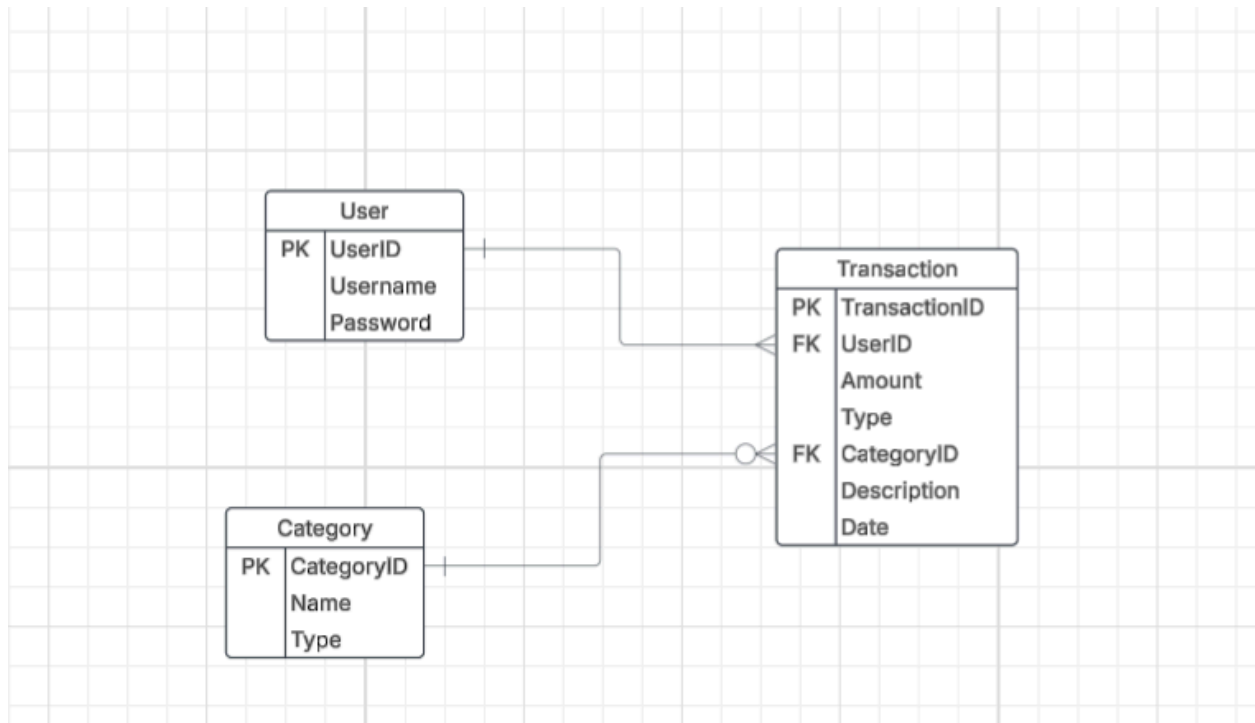 User
PK UserID
Username
Password
Transaction
PK TransactionID
FK UserID
Amount
Type
FK CategoryID
Description
Date
Category
PK CategoryID
Name
Type